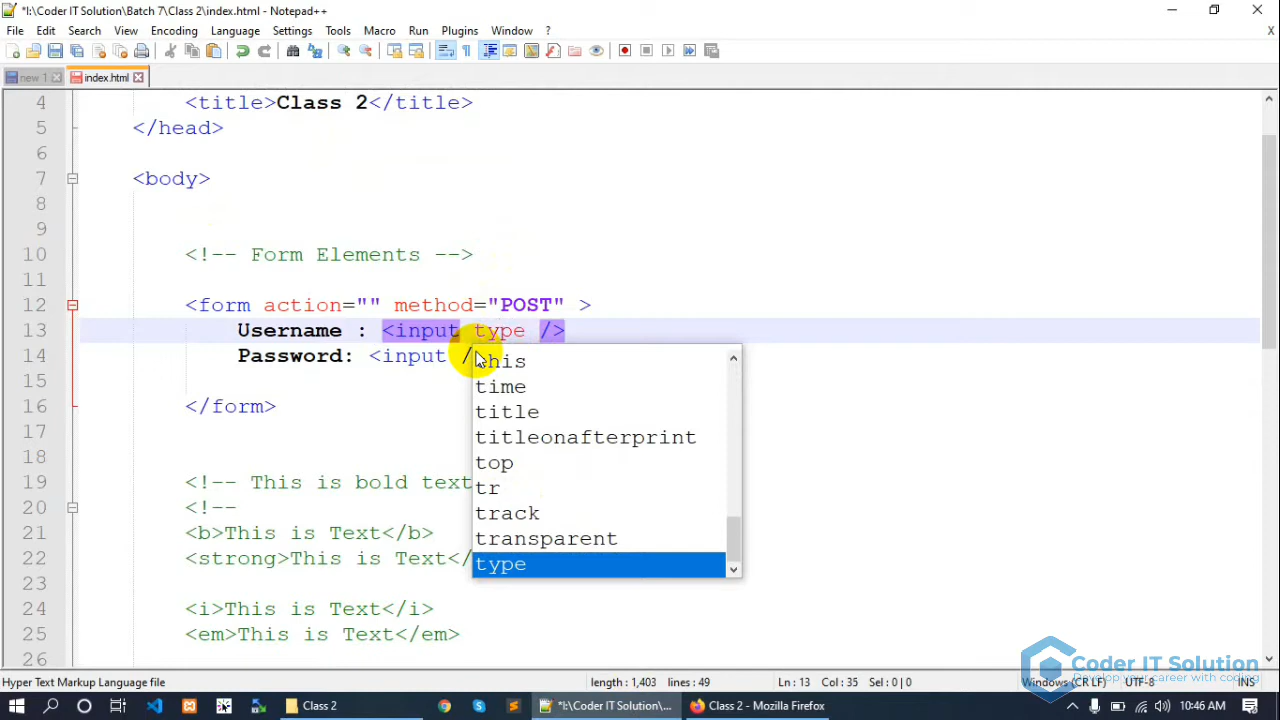 *I:\Coder IT Solution\Batch 7\Class 2\index.html - Notepad++
File Edit Search View Encoding Language Settings Tools Macro Run Plugins Window ? X
new 1 index.html
4 <title>Class 2</title>
5 </head>
6
7 <body>
8
9
10 <!-- Form Elements -->
11
12 <form action="" method="POST" >
13 Username : <input type />
14 Password: <input /
15
16 </form>
17
18
19 <!-- This is bold text
20 <!--
21 <b>This is Text</b>
22 <strong>This is Text</
23
24 <i>This is Text</i>
25 <em>This is Text</em>
26
this
time
title
titleonafterprint
top
tr
track
transparent
type
Coder IT Solution
Develop your career with coding
Hyper Text Markup Language file length : 1,403 lines : 49 Ln : 13 Col : 35 Sel : 0 | 0 Windows (CR LF) UTF-8 INS
Class 2 *I:\Coder IT Solution\... Class 2 - Mozilla Firefox 10:46 AM